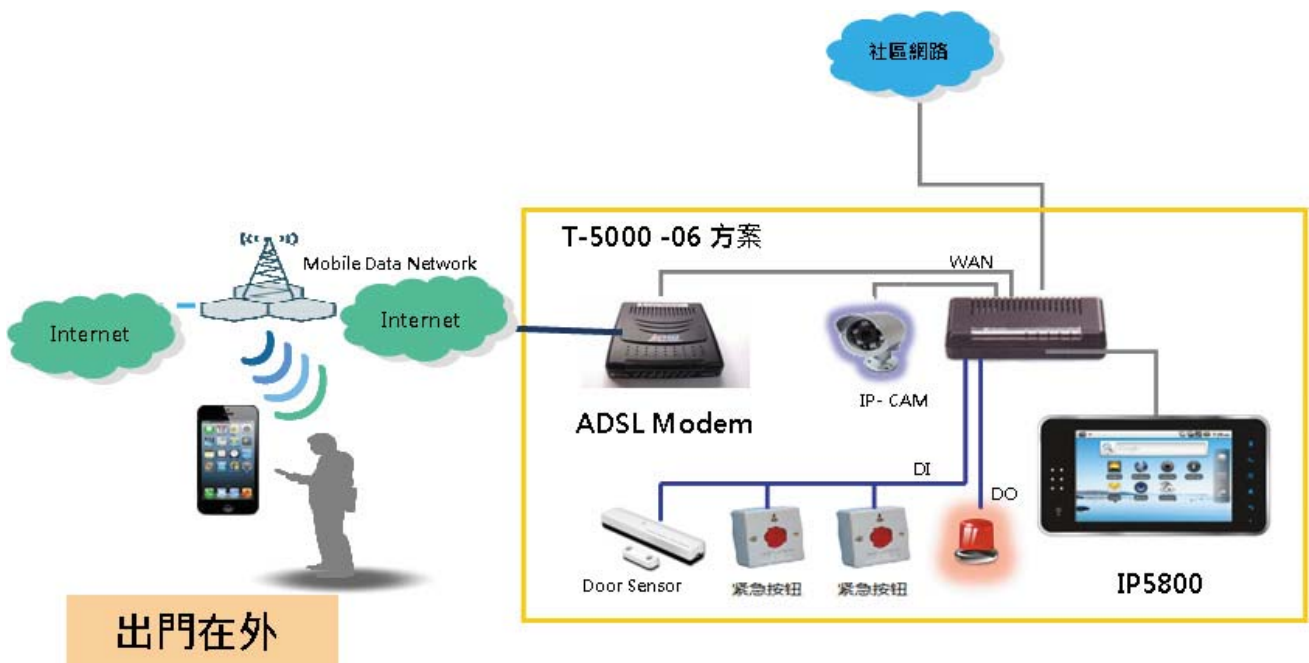 社區網路
T-5000 -06 方案
WAN
Mobile Data Network
Internet
Internet
IP- CAM
ADSL Modem
DI
DO
Door Sensor
紧急按钮
紧急按钮
IP5800
出門在外